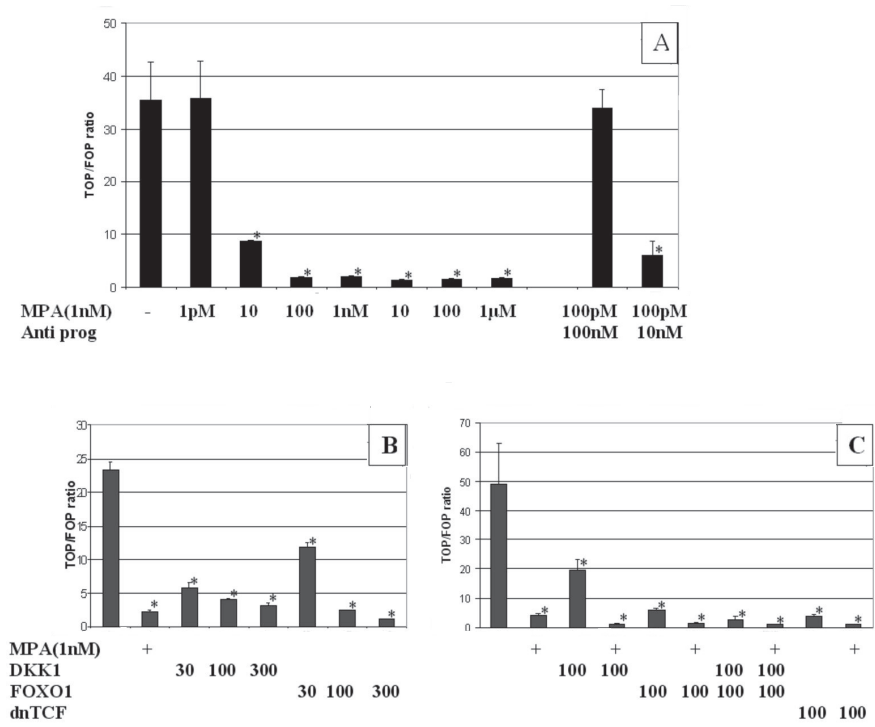 A
TOP/FOP ratio
50
40
30
20
10
0
MPA(1nM) - 1pM 10 100 1nM 10 100 1µM 100pM 100pM
Anti prog 100nM 10nM
* * * * * * *
B
TOP/FOP ratio
30
25
20
15
10
5
0
* * * * * * *
C
TOP/FOP ratio
70
60
50
40
30
20
10
0
* * * * * * * * *
MPA(1nM) + + + + +
DKK1 30 100 300 100 100 100 100
FOXO1 30 100 300 100 100 100 100
dnTCF 100 100